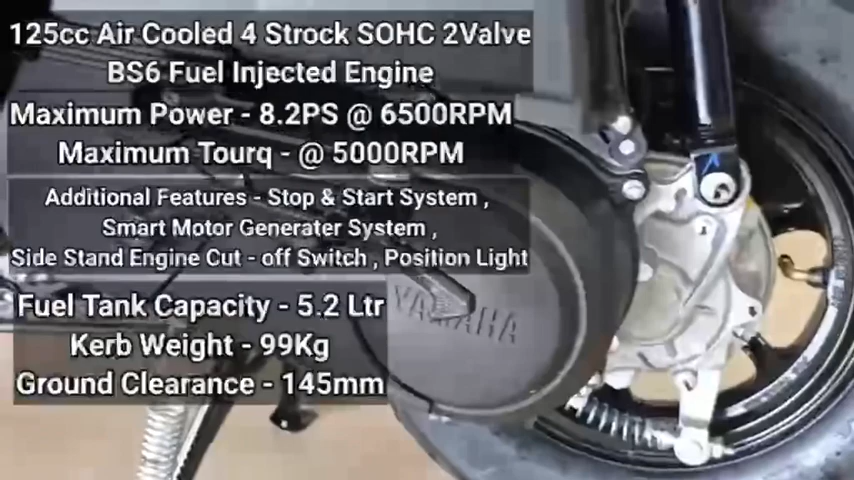 125cc Air Cooled 4 Strock SOHC 2Valve
BS6 Fuel Injected Engine
Maximum Power - 8.2PS @ 6500RPM
Maximum Tourq - @ 5000RPM
Additional Features - Stop & Start System ,
Smart Motor Generater System ,
Side Stand Engine Cut - off Switch , Position Light
Fuel Tank Capacity - 5.2 Ltr
Kerb Weight - 99Kg
Ground Clearance - 145mm
YAMAHA